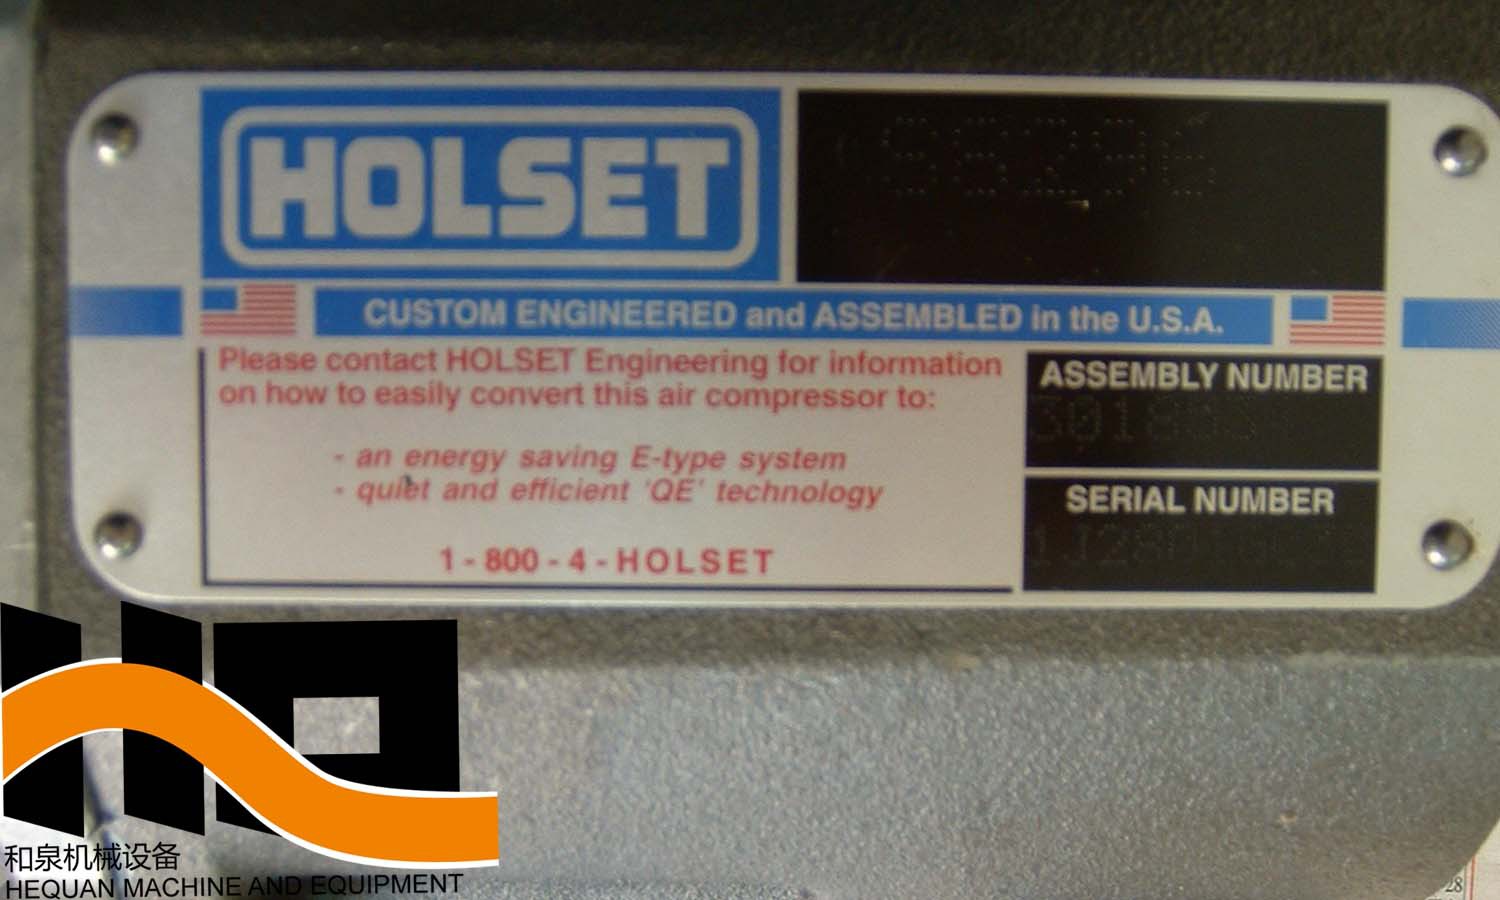 HOLSET
CUSTOM ENGINEERED and ASSEMBLED in the U.S.A.
Please contact HOLSET Engineering for information
on how to easily convert this air compressor to:
- an energy saving E-type system
- quiet and efficient 'QE' technology
1 - 800 - 4 - HOLSET
ASSEMBLY NUMBER
SERIAL NUMBER
和泉机械设备
HEQUAN MACHINE AND EQUIPMENT
28